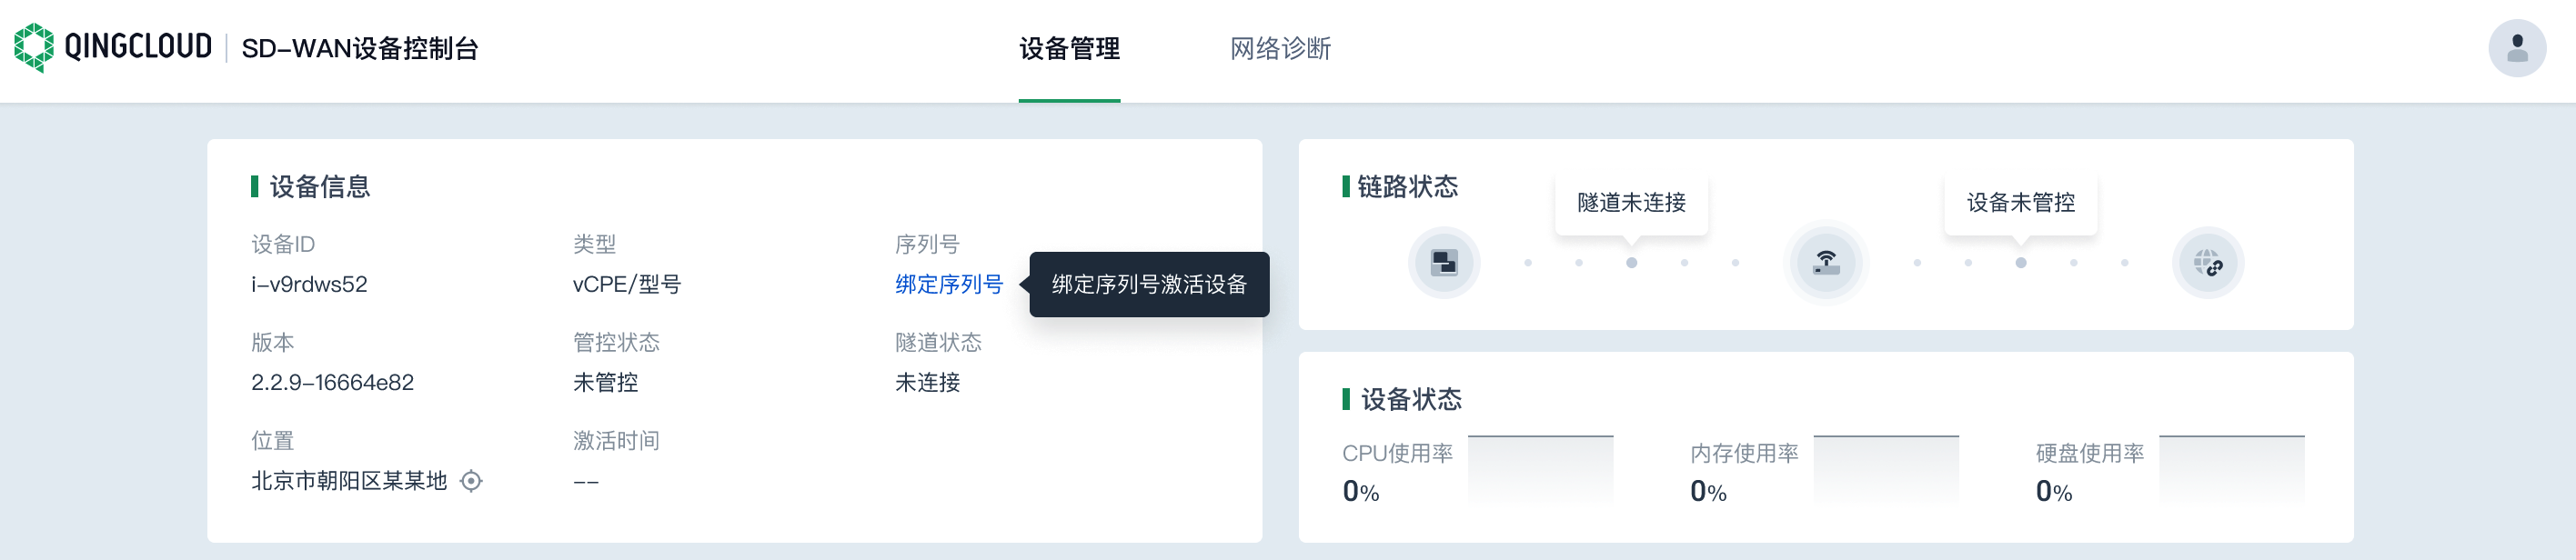 QINGCLOUD SD-WAN设备控制台 设备管理 网络诊断
设备信息
设备ID 类型 序列号
i-v9rdws52 vCPE/型号 绑定序列号 绑定序列号激活设备
版本 管控状态 隧道状态
2.2.9-16664e82 未管控 未连接
位置 激活时间
北京市朝阳区某某地 --
链路状态
隧道未连接 设备未管控
设备状态
CPU使用率 内存使用率 硬盘使用率
0% 0% 0%